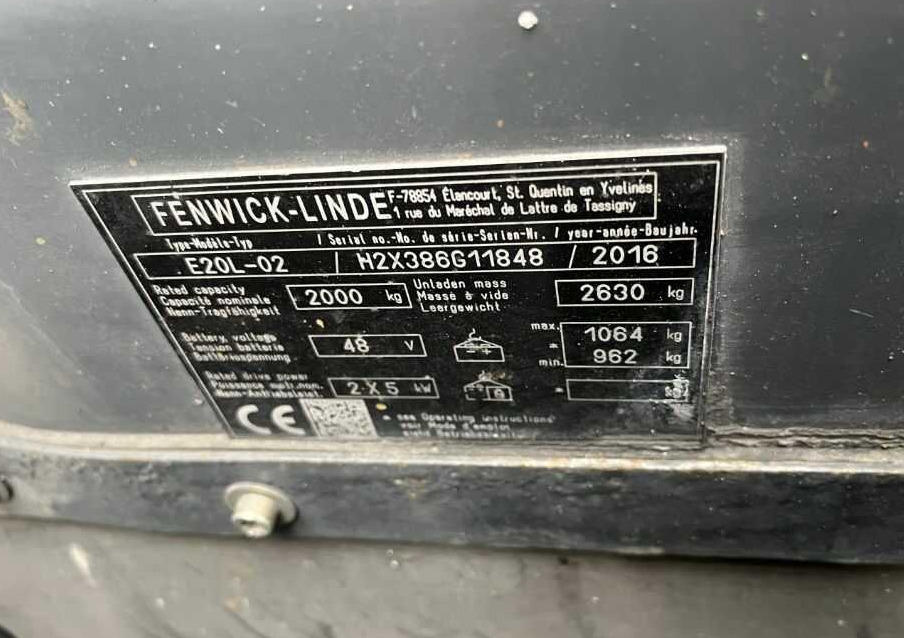 FENWICK-LINDE F-78854 Élancourt, St. Quentin en Yvelines
1 rue du Maréchal de Lattre de Tassigny
Type-Modèle-Typ / Serial no.-No. de série-Serien-Nr. / year-année-Baujahr
E20L-02 / H2X386G11848 / 2016
Rated capacity
Capacité nominale
Nenn-Tragfähigkeit
2000 kg
Unladen mass
Masse à vide
Leergewicht
2630 kg
Battery voltage
Tension batterie
Batteriespannung
48 V
max. 1064 kg
min. 962 kg
Rated drive power
Puissance motr.nom.
Nenn-Antriebsleist.
2 X 5 kW
CE
* see Operating instructions
voir Mode d'emploi